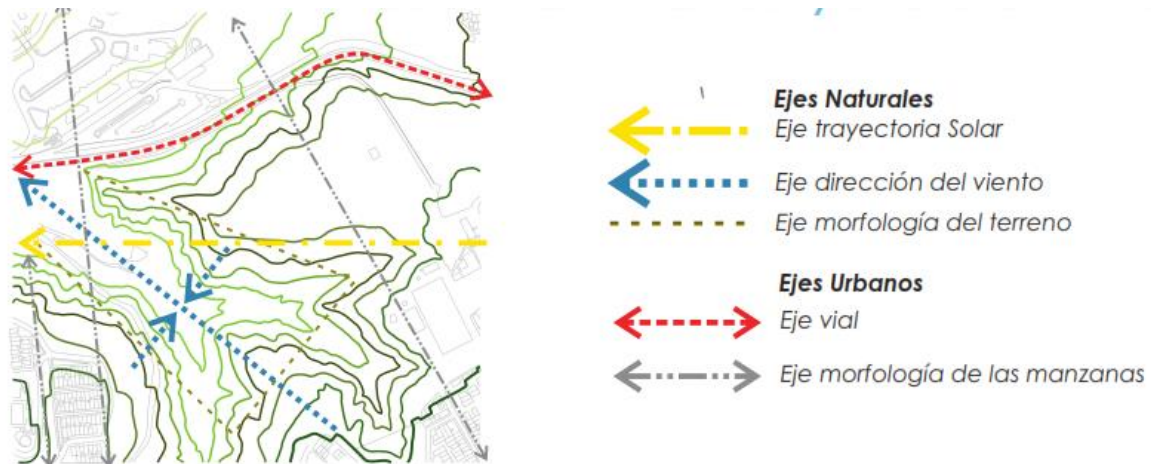 Ejes Naturales
Eje trayectoria Solar
Eje dirección del viento
Eje morfología del terreno
Ejes Urbanos
Eje vial
Eje morfología de las manzanas